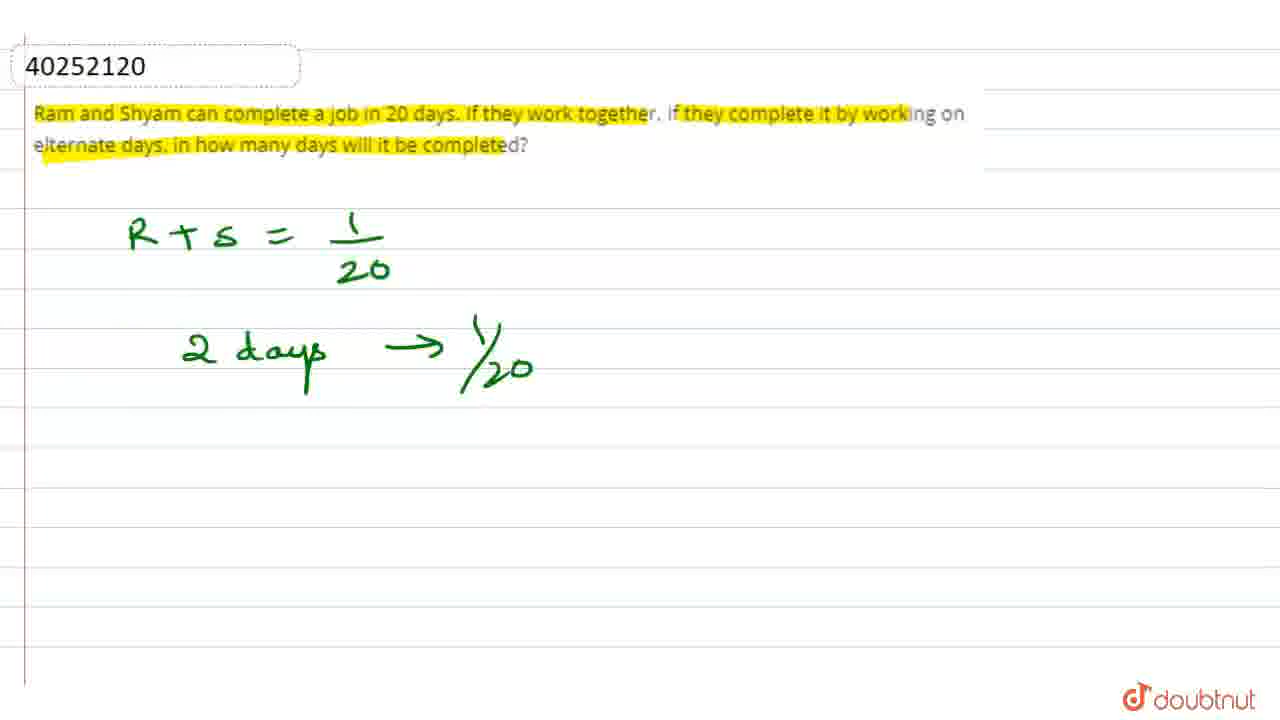 40252120
Ram and Shyam can complete a job in 20 days. If they work together. If they complete it by working on
elternate days, in how many days will it be completed?
R + S = 1/20
2 days → 1/20
doubtnut